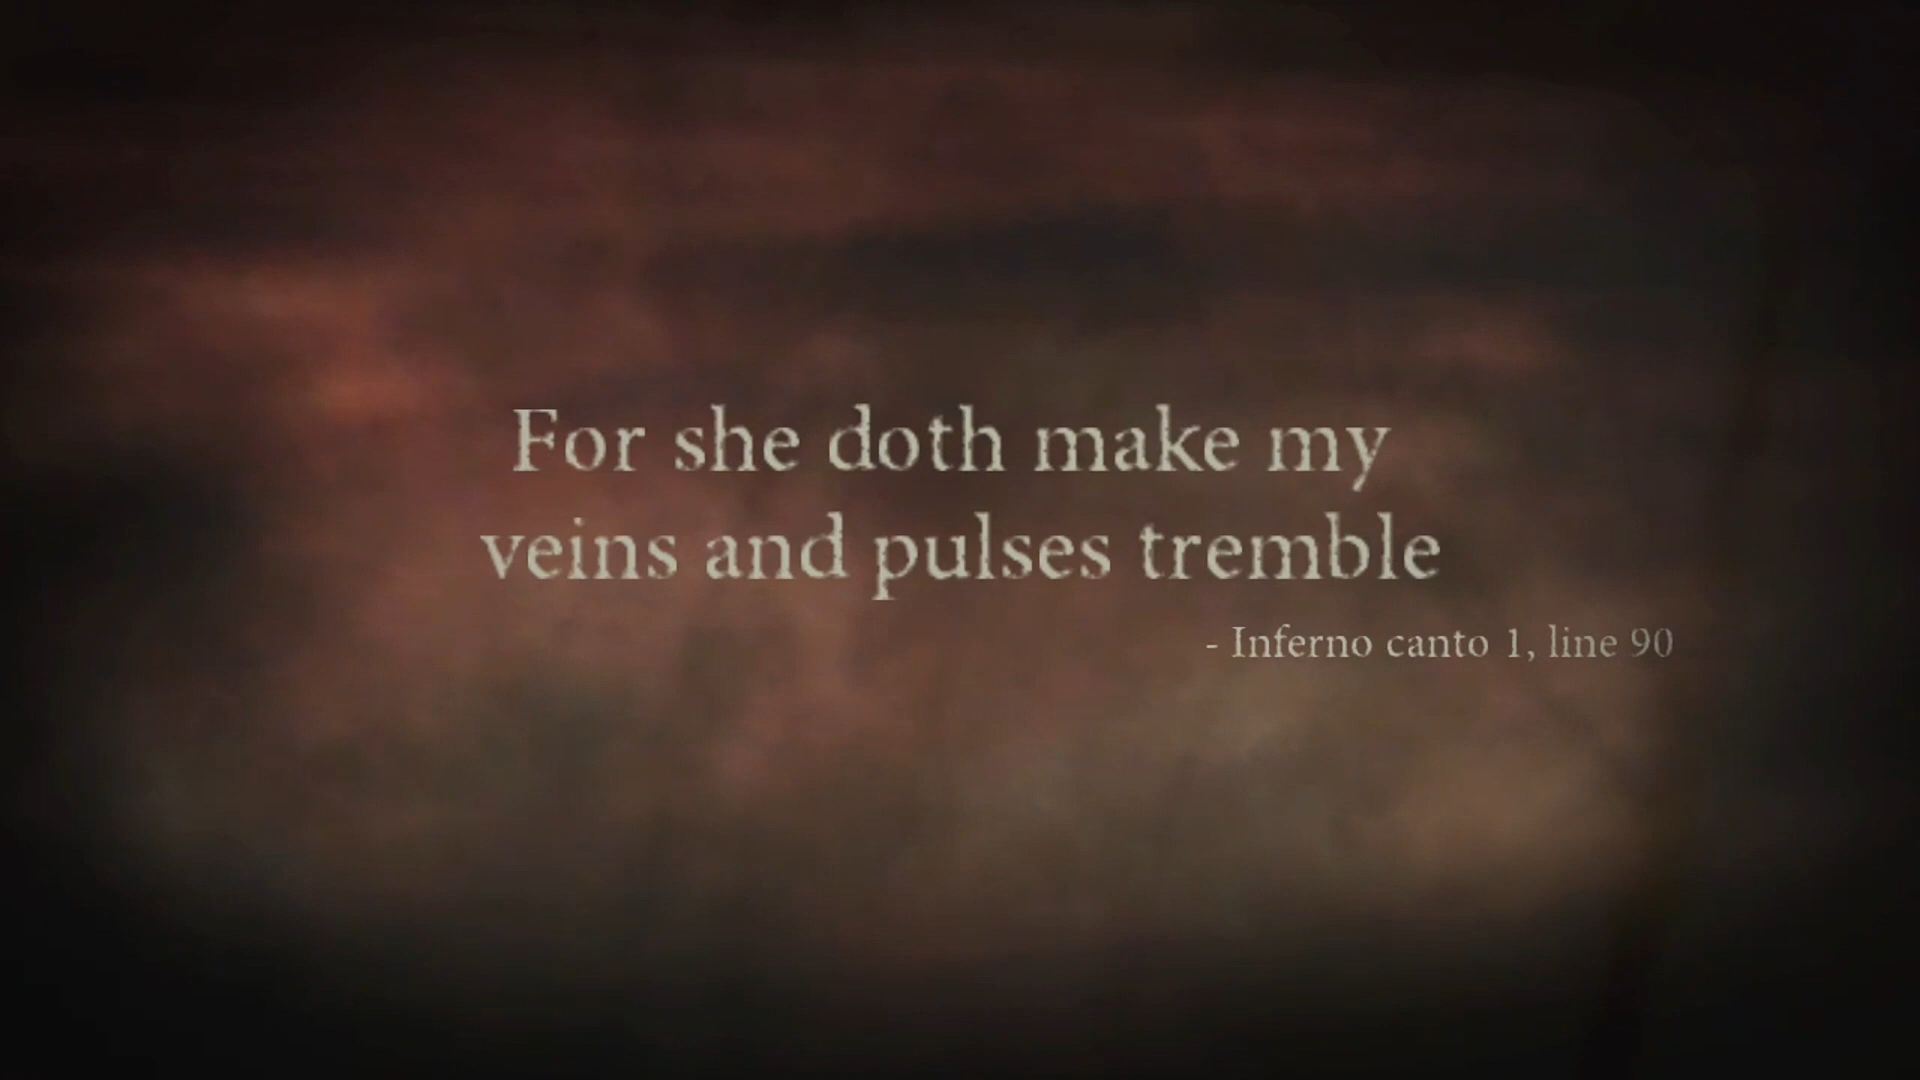 For she doth make my
veins and pulses tremble
- Inferno canto 1, line 90